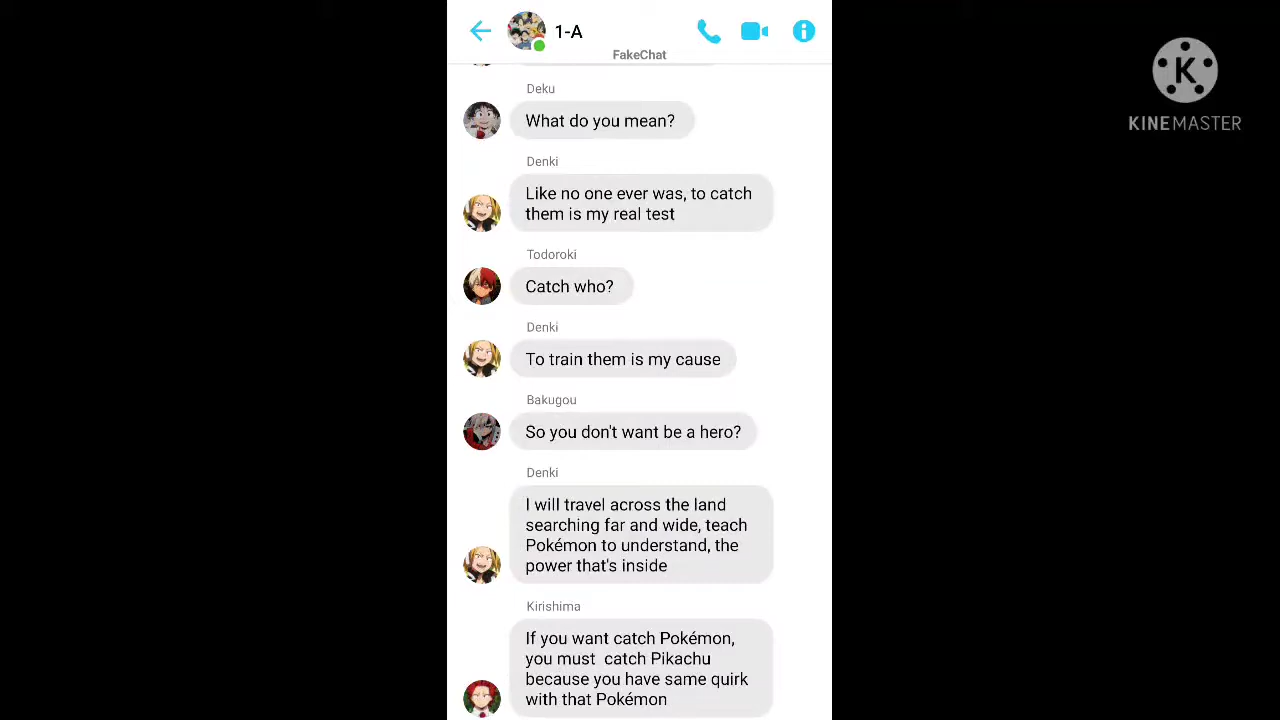 1-A
FakeChat
K
KINEMASTER
Deku
What do you mean?
Denki
Like no one ever was, to catch
them is my real test
Todoroki
Catch who?
Denki
To train them is my cause
Bakugou
So you don't want be a hero?
Denki
I will travel across the land
searching far and wide, teach
Pokémon to understand, the
power that's inside
Kirishima
If you want catch Pokémon,
you must  catch Pikachu
because you have same quirk
with that Pokémon